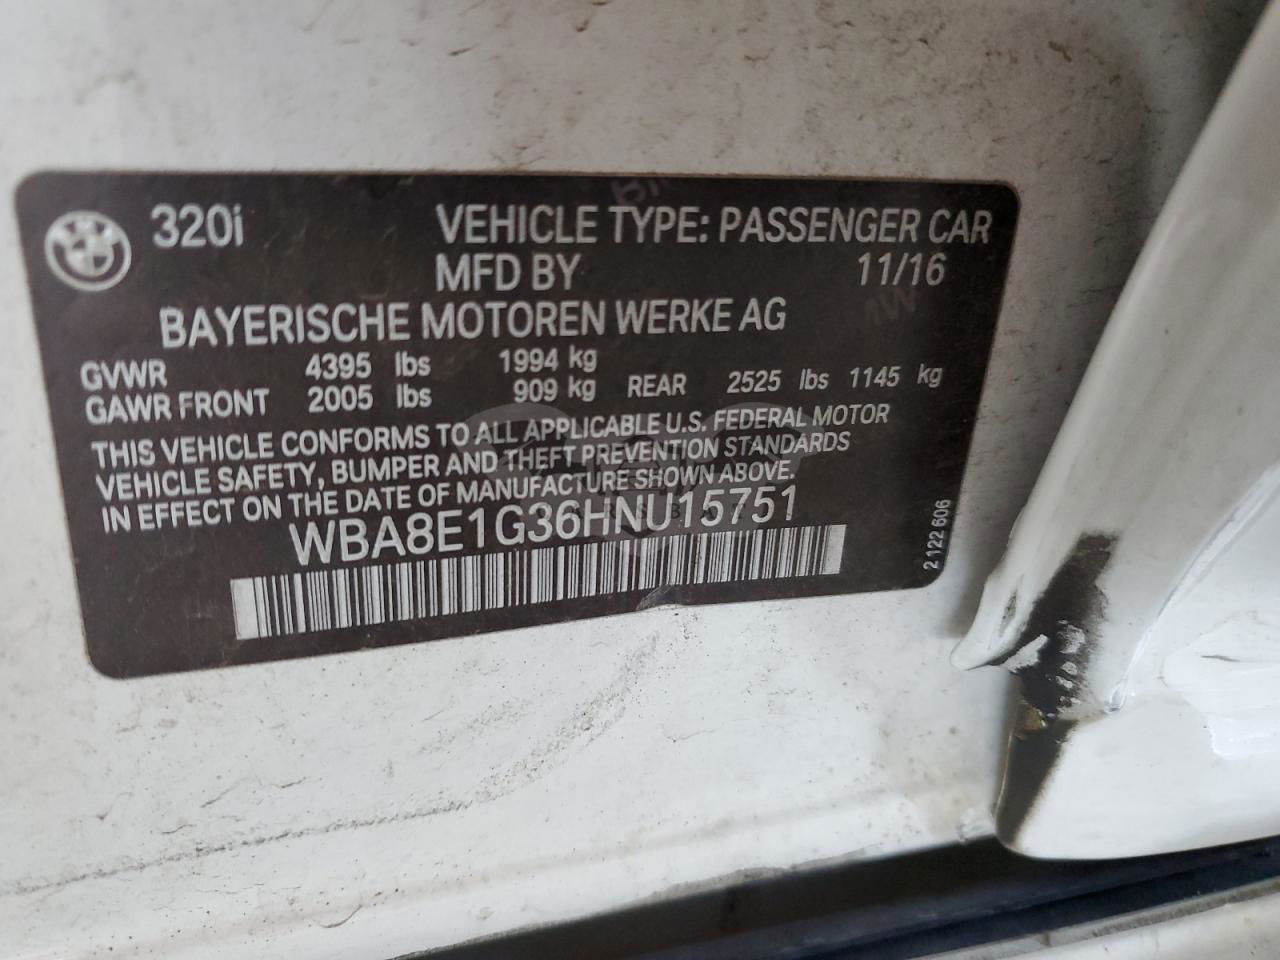 320i VEHICLE TYPE: PASSENGER CAR
MFD BY 11/16
BAYERISCHE MOTOREN WERKE AG
GVWR 4395 lbs 1994 kg
GAWR FRONT 2005 lbs 909 kg REAR 2525 lbs 1145 kg
THIS VEHICLE CONFORMS TO ALL APPLICABLE U.S. FEDERAL MOTOR
VEHICLE SAFETY, BUMPER AND THEFT PREVENTION STANDARDS
IN EFFECT ON THE DATE OF MANUFACTURE SHOWN ABOVE.
WBA8E1G36HNU15751
2 122 606